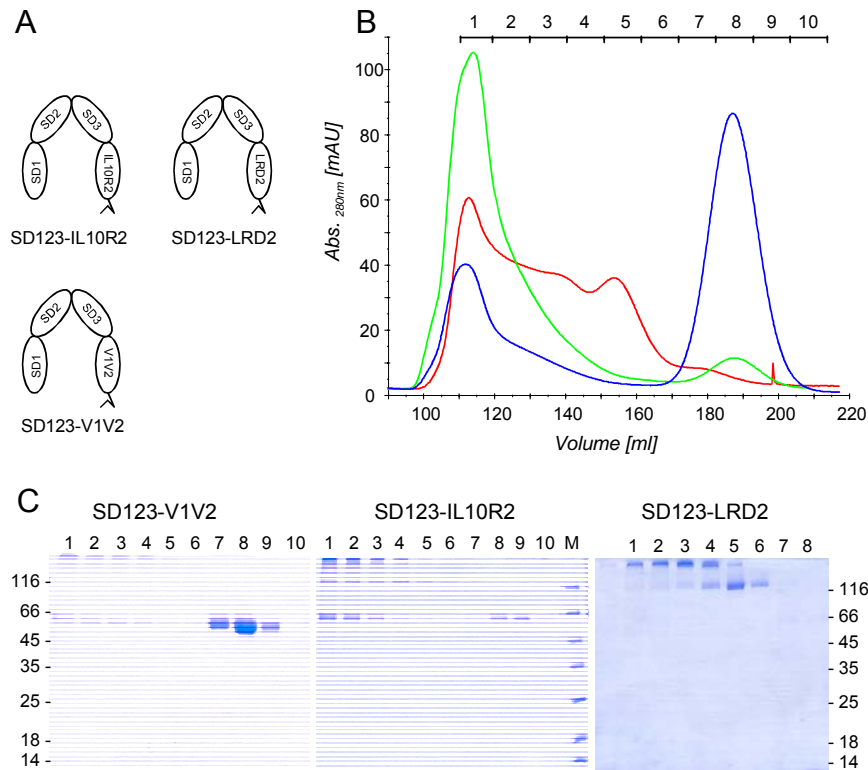 A
SD2 SD3 SD2 SD3
SD1 IL10R2 SD1 LRD2
SD123-IL10R2 SD123-LRD2
SD2 SD3
SD1 V1V2
SD123-V1V2
B
1 2 3 4 5 6 7 8 9 10
100
80
60
40
20
0
Abs. 280nm [mAU]
100 120 140 160 180 200 220
Volume [ml]
C
SD123-V1V2 SD123-IL10R2 SD123-LRD2
1 2 3 4 5 6 7 8 9 10 1 2 3 4 5 6 7 8 9 10 M 1 2 3 4 5 6 7 8
116 -
66 -
45 -
35 -
25 -
18 -
14 -
- 116
- 66
- 45
- 35
- 25
- 18
- 14